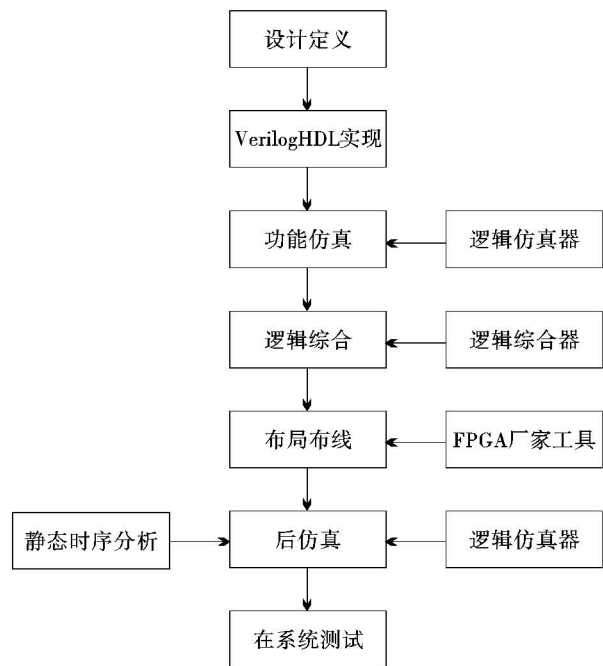 设计定义
VerilogHDL实现
功能仿真
逻辑仿真器
逻辑综合
逻辑综合器
布局布线
FPGA厂家工具
静态时序分析
后仿真
逻辑仿真器
在系统测试